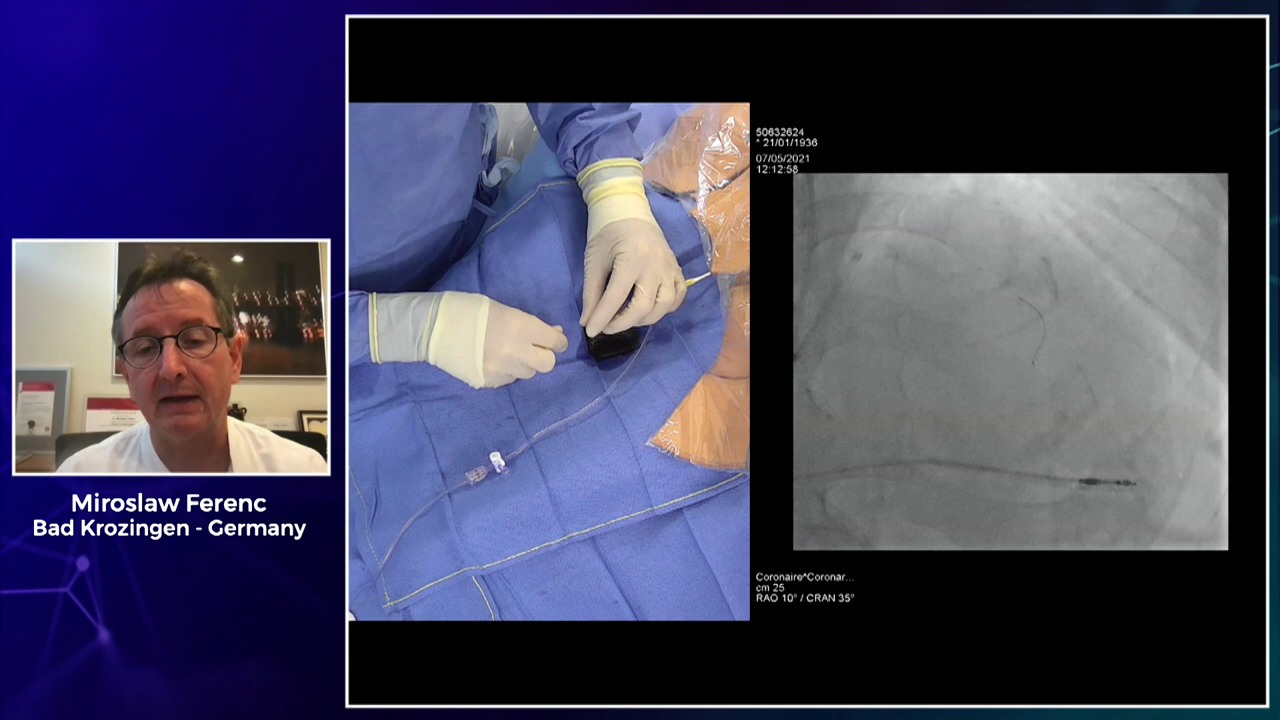 Miroslaw Ferenc
Bad Krozingen - Germany
50632624
* 21/01/1936
07/05/2021
12:12:58
Coronaire^Coronar...
cm 25
RAO 10° / CRAN 35°